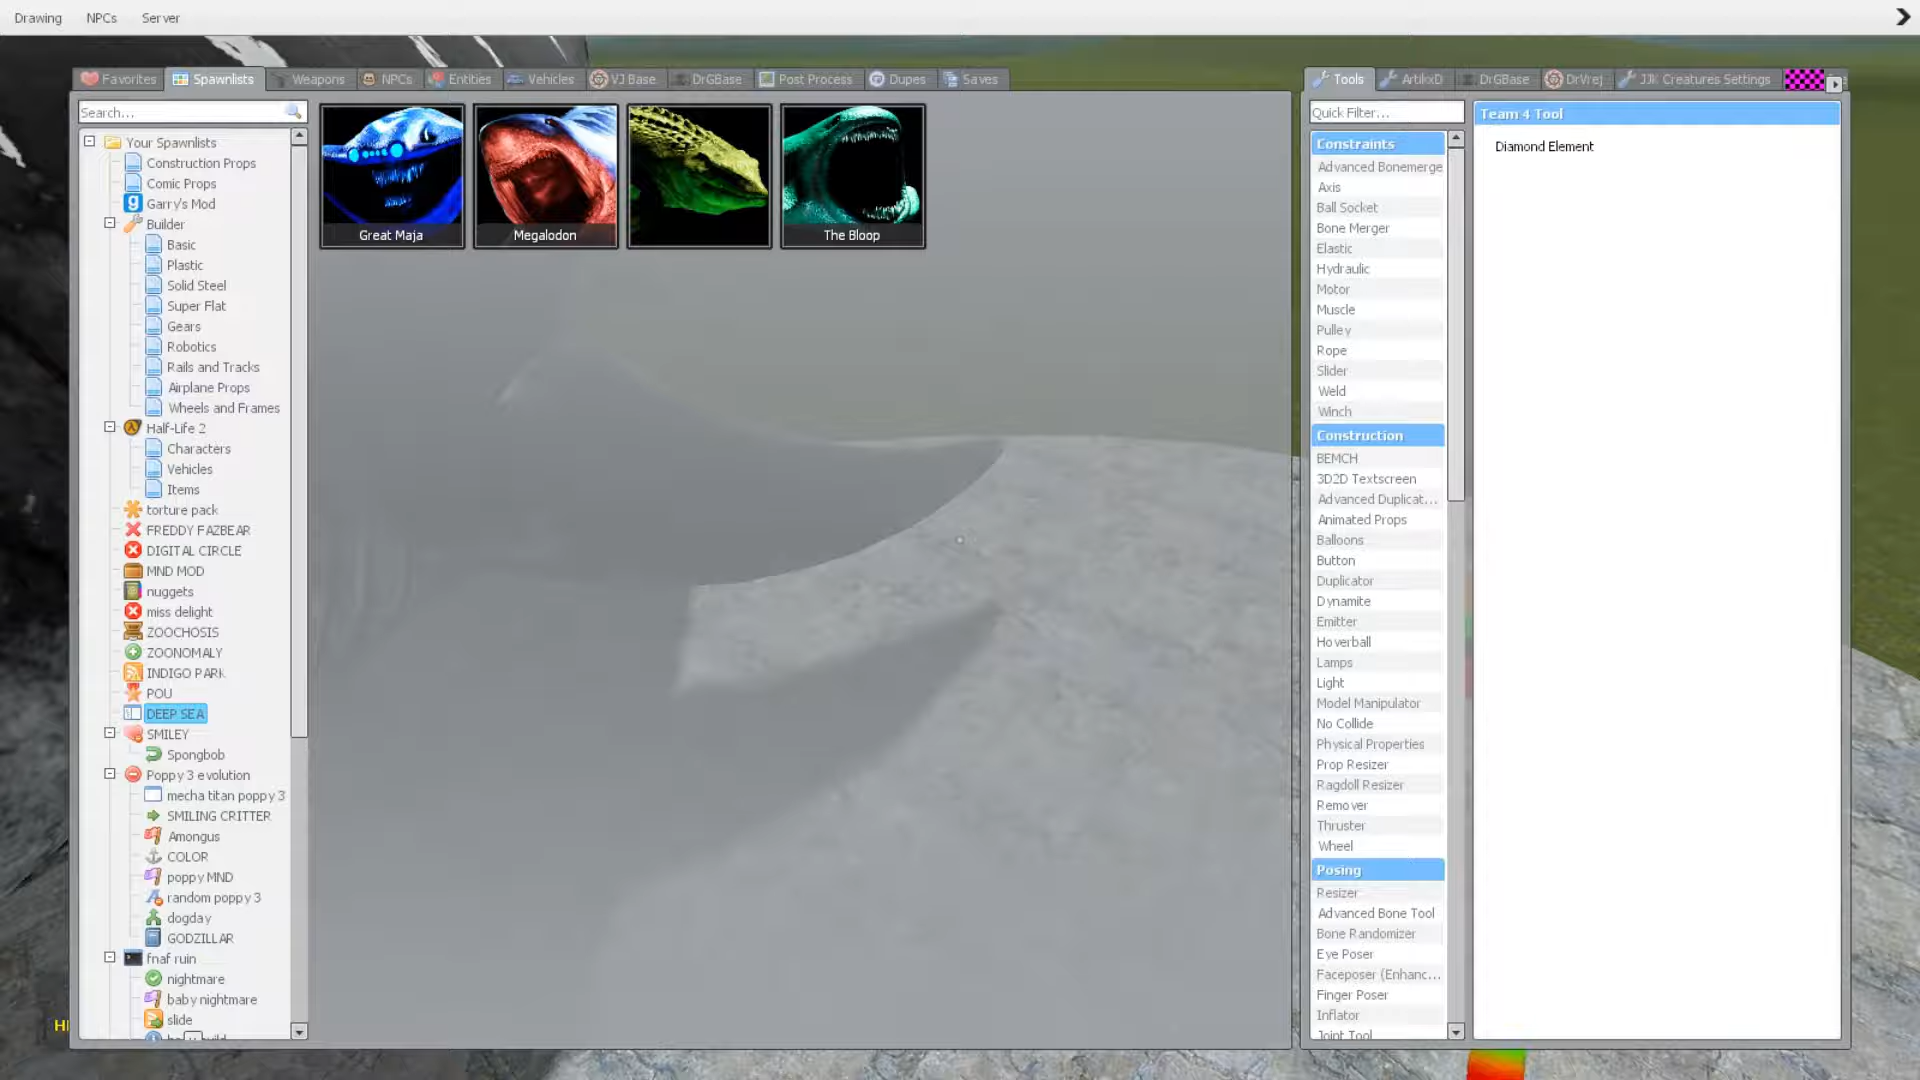 Drawing NPCs Server
Favorites Spawnlists Weapons NPCs Entities Vehicles VJ Base DrGBase Post Process Dupes Saves
Search...
Your Spawnlists
Construction Props
Comic Props
Garry's Mod
Builder
Basic
Plastic
Solid Steel
Super Flat
Gears
Robotics
Rails and Tracks
Airplane Props
Wheels and Frames
Half-Life 2
Characters
Vehicles
Items
torture pack
FREDDY FAZBEAR
DIGITAL CIRCLE
MND MOD
nuggets
miss delight
ZOOCHOSIS
ZOONOMALY
INDIGO PARK
POU
DEEP SEA
SMILEY
Spongbob
Poppy 3 evolution
mecha titan poppy 3
SMILING CRITTER
Amongus
COLOR
poppy MND
random poppy 3
dogday
GODZILLAR
fnaf ruin
nightmare
baby nightmare
slide
Great Maja
Megalodon
The Bloop
Tools ArtikxD DrGBase DrVrej JJK Creatures Settings
Quick Filter...
Constraints
Advanced Bonemerge
Axis
Ball Socket
Bone Merger
Elastic
Hydraulic
Motor
Muscle
Pulley
Rope
Slider
Weld
Winch
Construction
BEMCH
3D2D Textscreen
Advanced Duplicat...
Animated Props
Balloons
Button
Duplicator
Dynamite
Emitter
Hoverball
Lamps
Light
Model Manipulator
No Collide
Physical Properties
Prop Resizer
Ragdoll Resizer
Remover
Thruster
Wheel
Posing
Resizer
Advanced Bone Tool
Bone Randomizer
Eye Poser
Faceposer (Enhanc...
Finger Poser
Inflator
Joint Tool
Team 4 Tool
Diamond Element